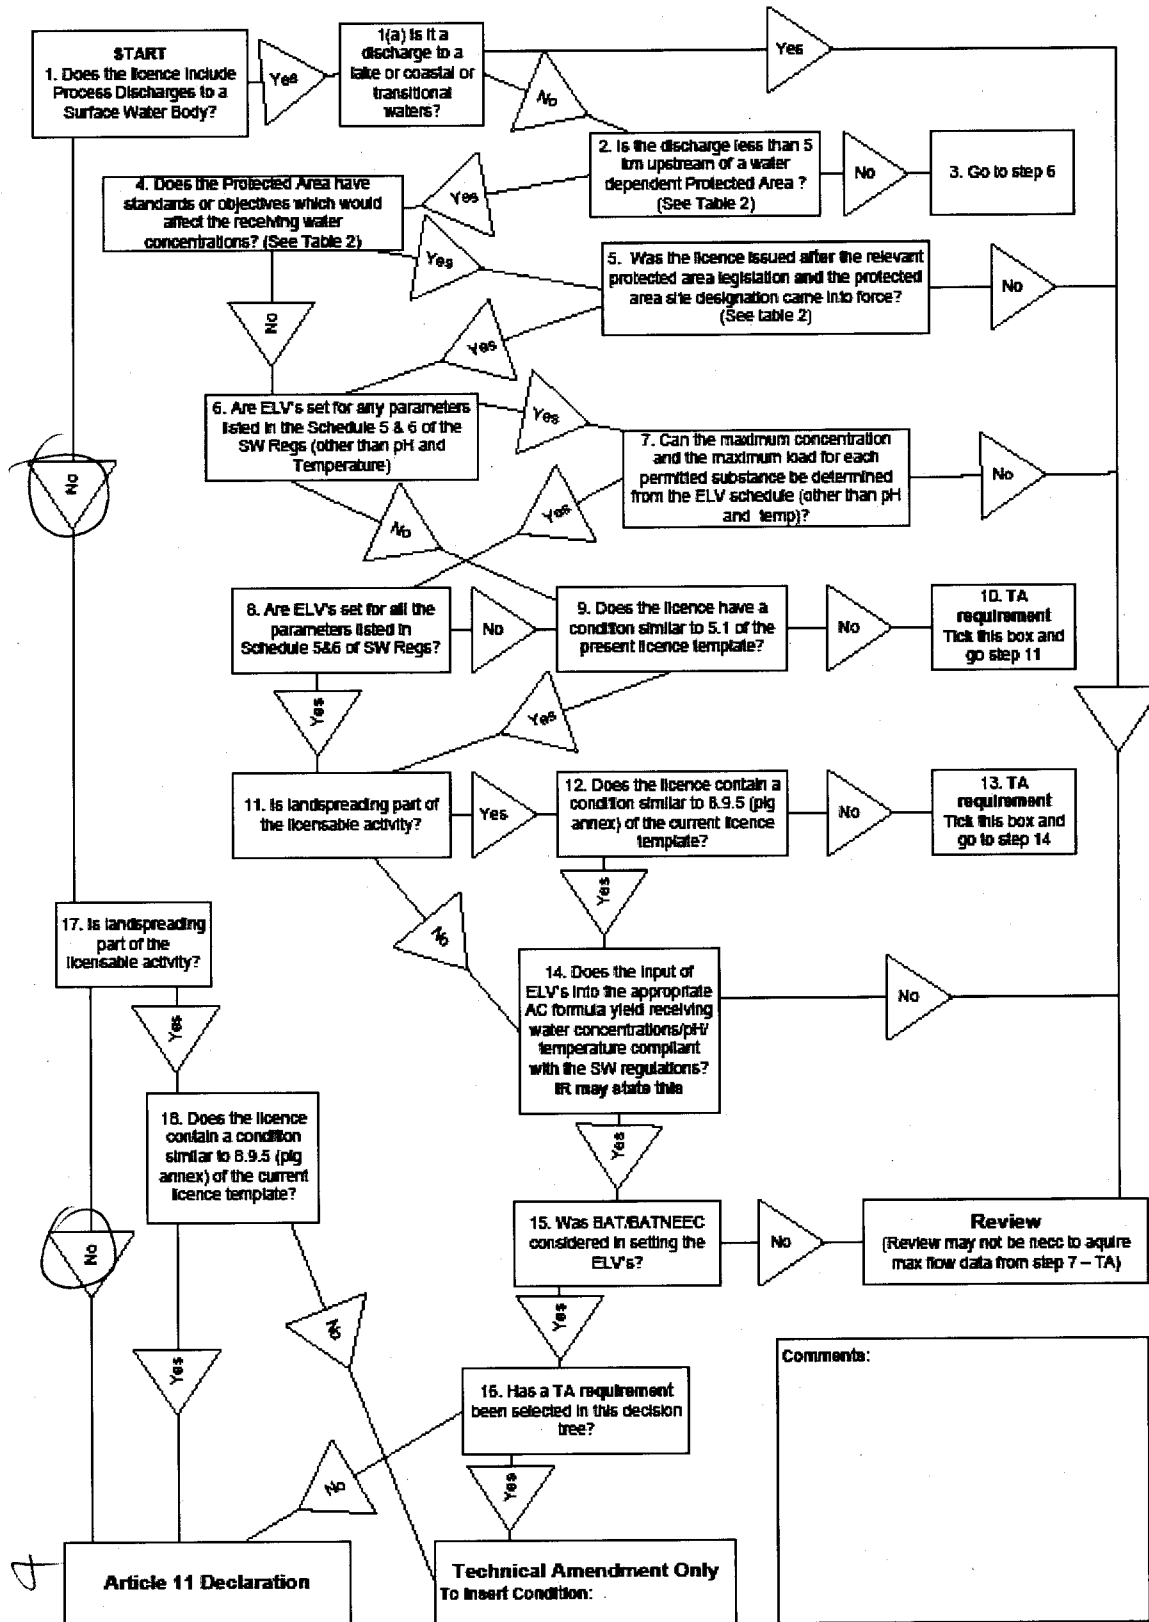 START
1. Does the licence include
Process Discharges to a
Surface Water Body?
Yes
1(a) Is it a
discharge to a
lake or coastal or
transitional
waters?
Yes
No
2. Is the discharge less than 5
km upstream of a water
dependent Protected Area ?
(See Table 2)
No
3. Go to step 6
Yes
4. Does the Protected Area have
standards or objectives which would
affect the receiving water
concentrations? (See Table 2)
Yes
5. Was the licence issued after the relevant
protected area legislation and the protected
area site designation came into force?
(See table 2)
No
No
Yes
6. Are ELV's set for any parameters
listed in the Schedule 5 & 6 of the
SW Regs (other than pH and
Temperature)
Yes
7. Can the maximum concentration
and the maximum load for each
permitted substance be determined
from the ELV schedule (other than pH
and temp)?
No
No
No
Yes
8. Are ELV's set for all the
parameters listed in
Schedule 5&6 of SW Regs?
No
9. Does the licence have a
condition similar to 5.1 of the
present licence template?
No
10. TA
requirement
Tick this box and
go step 11
Yes
Yes
11. Is landspreading part of
the licensable activity?
Yes
12. Does the licence contain a
condition similar to 6.9.5 (pig
annex) of the current licence
template?
No
13. TA
requirement
Tick this box and
go to step 14
Yes
No
17. Is landspreading
part of the
licensable activity?
14. Does the input of
ELV's into the appropriate
AC formula yield receiving
water concentrations/pH/
temperature compliant
with the SW regulations?
IR may state this
No
Yes
18. Does the licence
contain a condition
similar to 6.9.5 (pig
annex) of the current
licence template?
Yes
15. Was BAT/BATNEEC
considered in setting the
ELV's?
No
Review
(Review may not be necc to aquire
max flow data from step 7 – TA)
No
No
Yes
Yes
16. Has a TA requirement
been selected in this decision
tree?
Comments:
No
Yes
Article 11 Declaration
Technical Amendment Only
To Insert Condition: